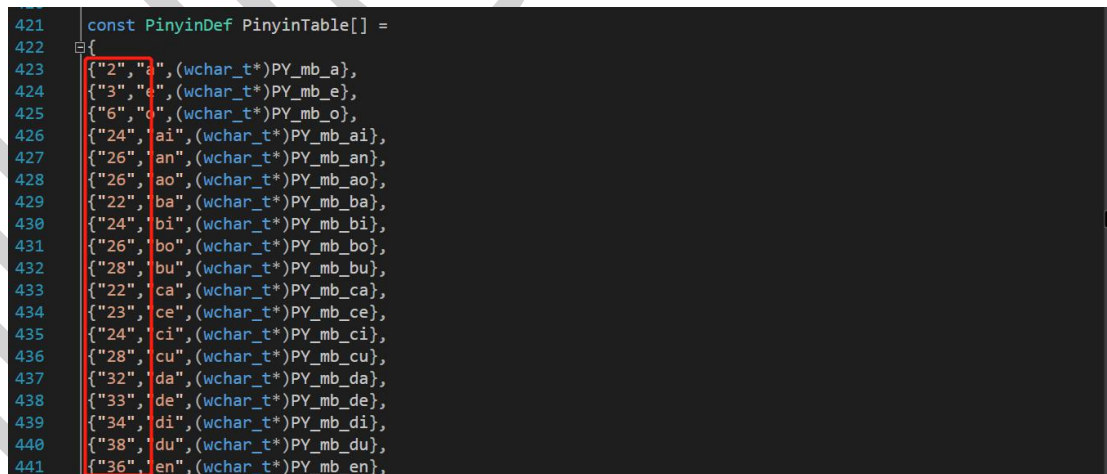 421 const PinyinDef PinyinTable[] =
422 {
423 {"2","a",(wchar_t*)PY_mb_a},
424 {"3","e",(wchar_t*)PY_mb_e},
425 {"6","o",(wchar_t*)PY_mb_o},
426 {"24","ai",(wchar_t*)PY_mb_ai},
427 {"26","an",(wchar_t*)PY_mb_an},
428 {"26","ao",(wchar_t*)PY_mb_ao},
429 {"22","ba",(wchar_t*)PY_mb_ba},
430 {"24","bi",(wchar_t*)PY_mb_bi},
431 {"26","bo",(wchar_t*)PY_mb_bo},
432 {"28","bu",(wchar_t*)PY_mb_bu},
433 {"22","ca",(wchar_t*)PY_mb_ca},
434 {"23","ce",(wchar_t*)PY_mb_ce},
435 {"24","ci",(wchar_t*)PY_mb_ci},
436 {"28","cu",(wchar_t*)PY_mb_cu},
437 {"32","da",(wchar_t*)PY_mb_da},
438 {"33","de",(wchar_t*)PY_mb_de},
439 {"34","di",(wchar_t*)PY_mb_di},
440 {"38","du",(wchar_t*)PY_mb_du},
441 {"36","en",(wchar_t*)PY_mb_en},